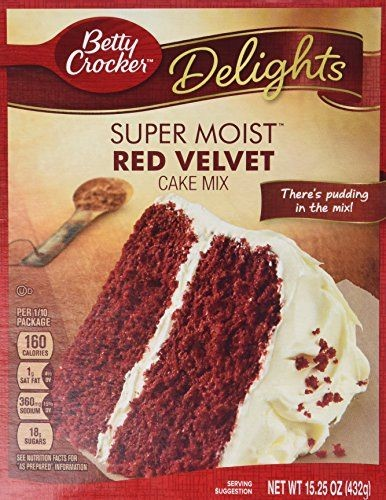 Betty
Crocker™
Delights
SUPER MOIST™
RED VELVET
CAKE MIX
There's pudding
in the mix!
PER 1/10
PACKAGE
160
CALORIES
1g
SAT FAT
360mg
SODIUM
18g
SUGARS
SEE NUTRITION FACTS FOR
"AS PREPARED" INFORMATION
SERVING
SUGGESTION
NET WT 15.25 OZ (432g)